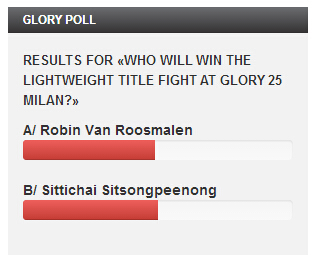 GLORY POLL
RESULTS FOR «WHO WILL WIN THE
LIGHTWEIGHT TITLE FIGHT AT GLORY 25
MILAN?»
A/ Robin Van Roosmalen
B/ Sittichai Sitsongpeenong